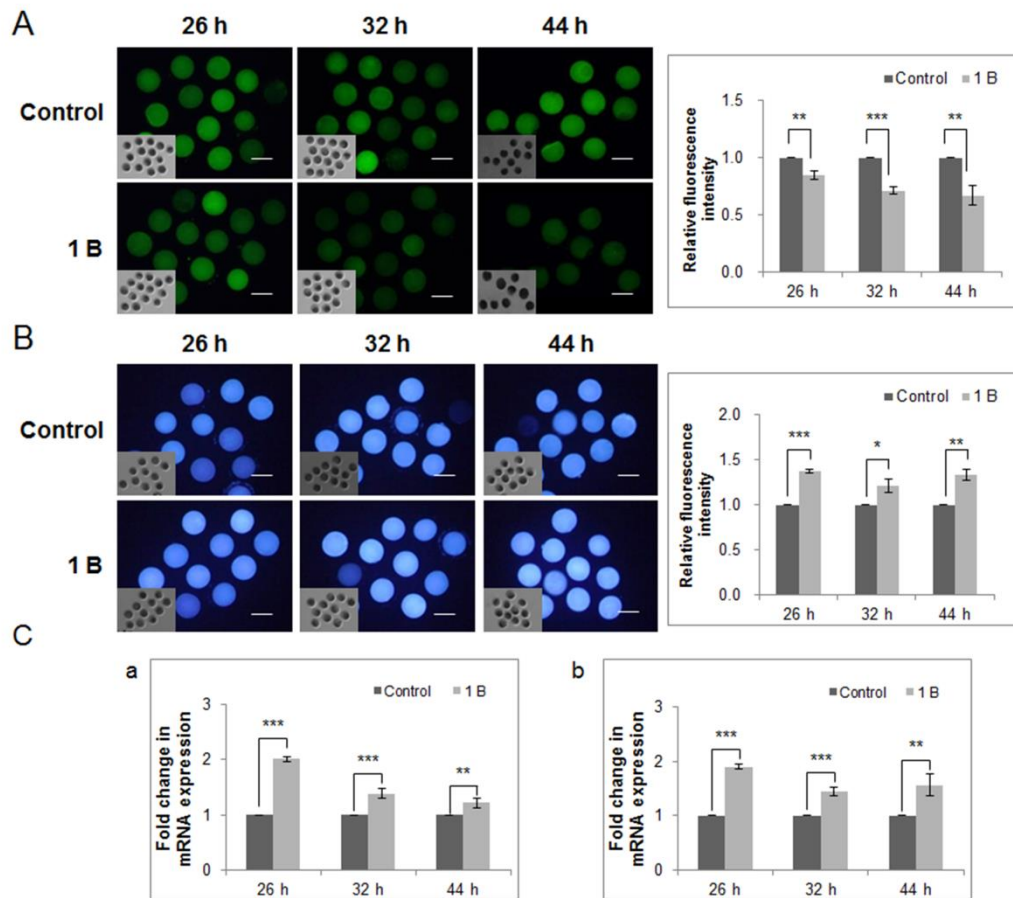 A
26 h 32 h 44 h
Control
1 B
Control 1 B
Relative fluorescence
intensity
1.5
1.0
0.5
0.0
** *** **
26 h 32 h 44 h
B
26 h 32 h 44 h
Control
1 B
Control 1 B
Relative fluorescence
intensity
2.0
1.5
1.0
0.5
0.0
*** * **
26 h 32 h 44 h
C
a
Control 1 B
Fold change in
mRNA expression
3
2
1
0
*** *** **
26 h 32 h 44 h
b
Control 1 B
Fold change in
mRNA expression
3
2
1
0
*** *** **
26 h 32 h 44 h